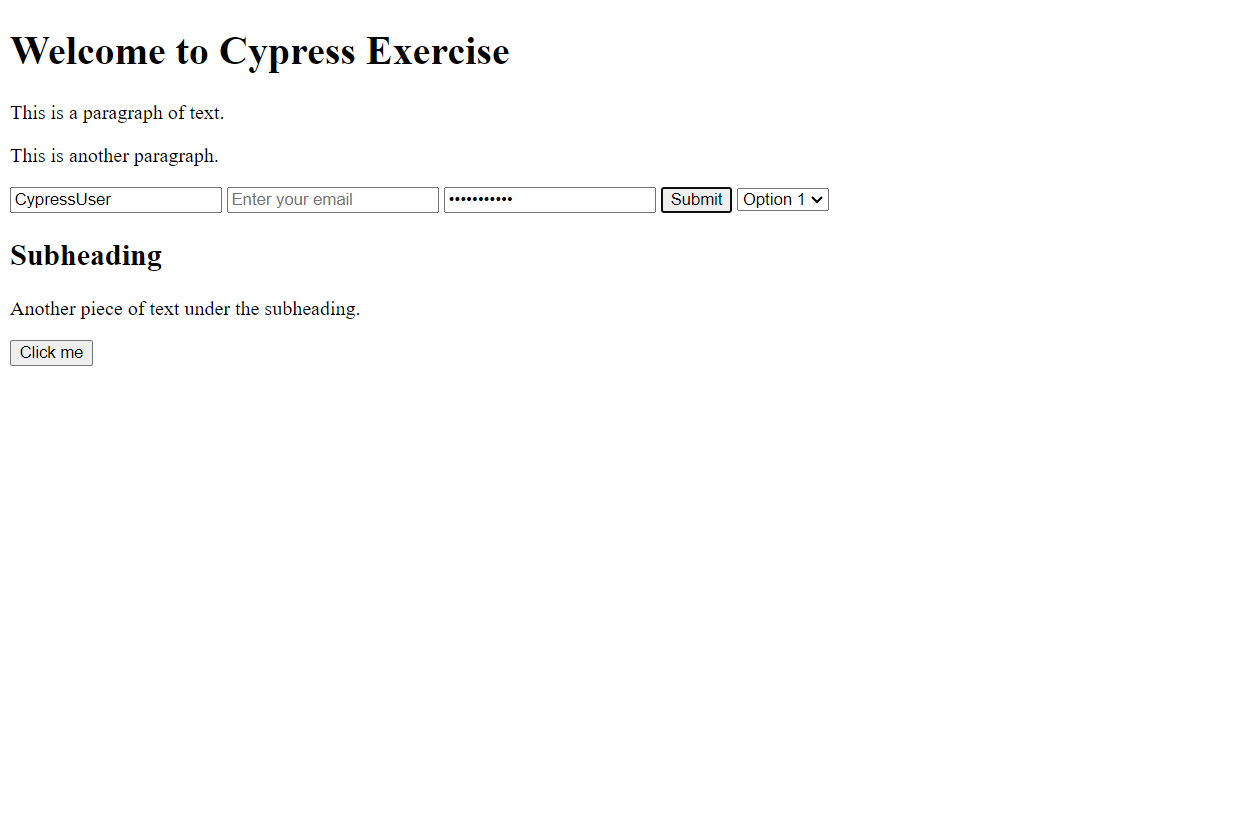 Welcome to Cypress Exercise
This is a paragraph of text.
This is another paragraph.
CypressUser Enter your email ••••••••••• Submit Option 1
Subheading
Another piece of text under the subheading.
Click me